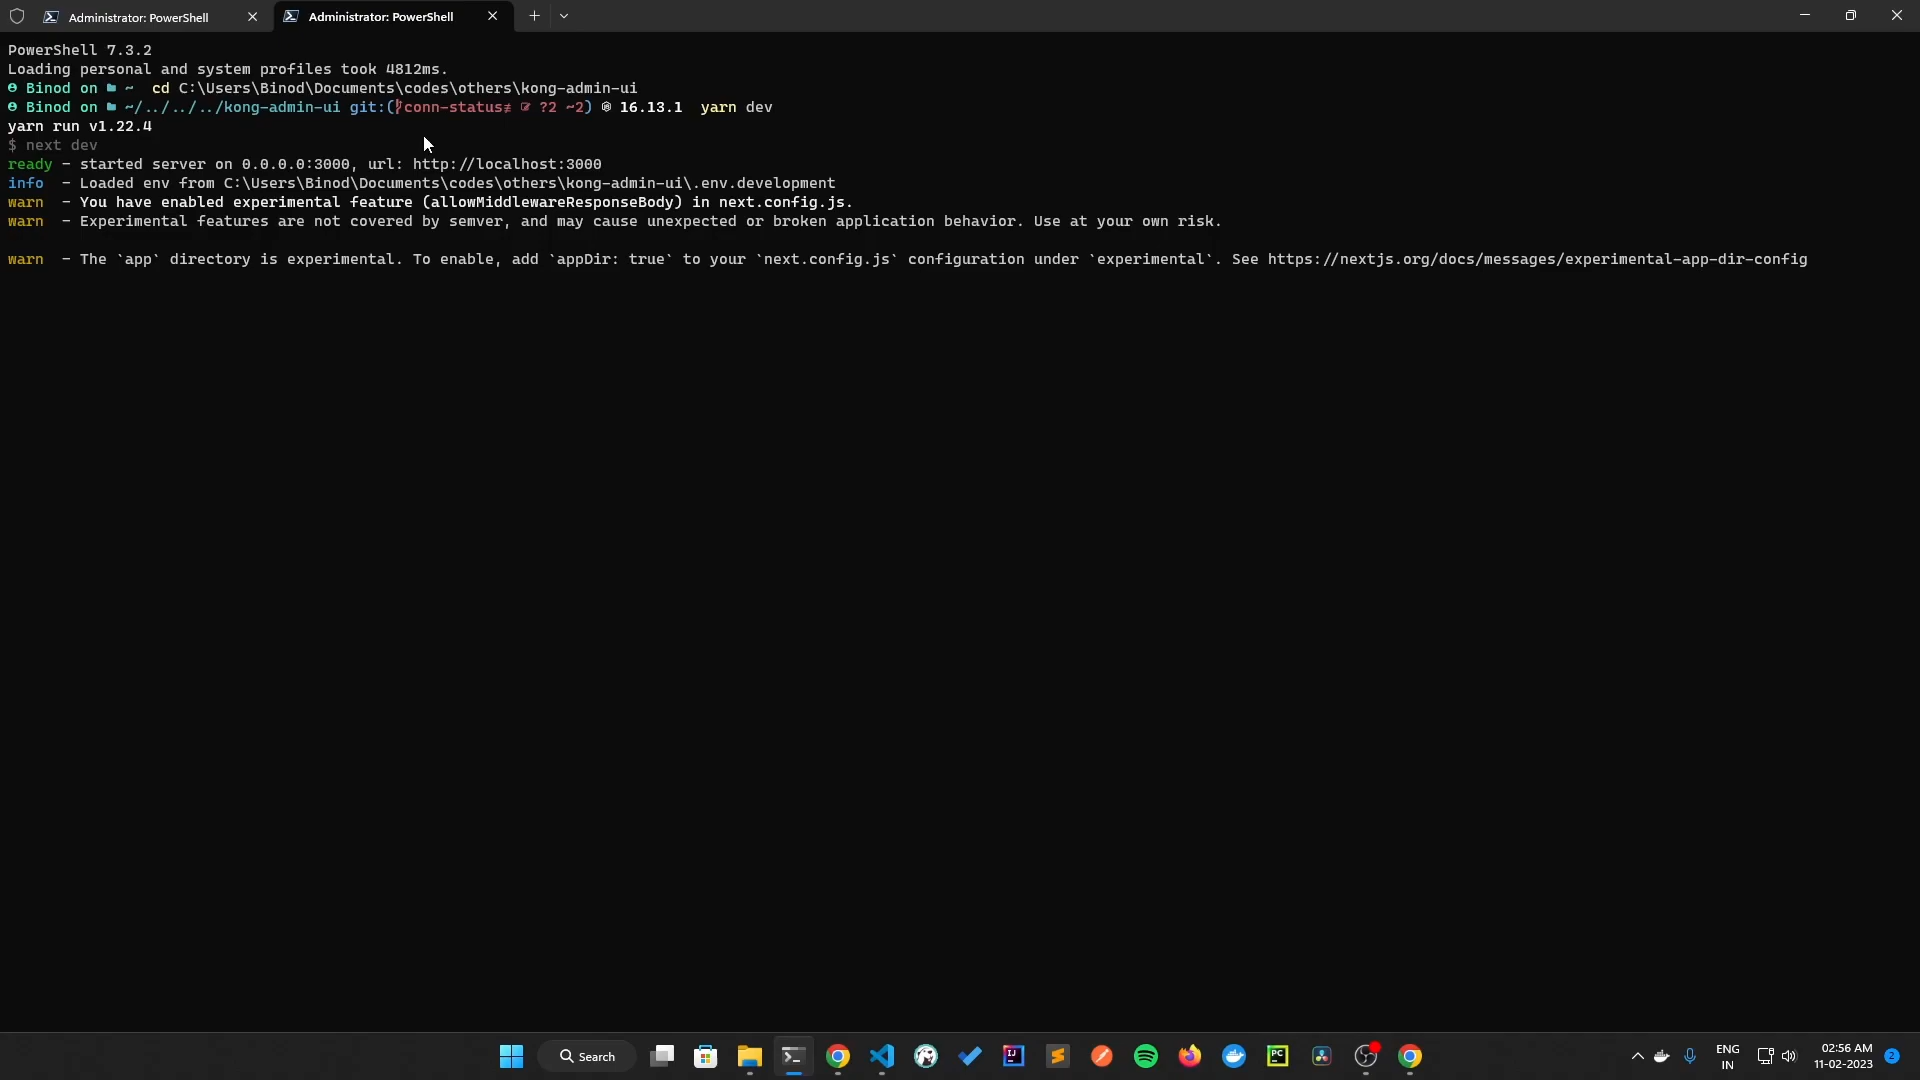 Administrator: PowerShell
Administrator: PowerShell
PowerShell 7.3.2
Loading personal and system profiles took 4812ms.
Binod on ~ cd C:\Users\Binod\Documents\codes\others\kong-admin-ui
Binod on ~/../../../kong-admin-ui git:(conn-status≢ ?2 ~2) 16.13.1 yarn dev
yarn run v1.22.4
$ next dev
ready - started server on 0.0.0.0:3000, url: http://localhost:3000
info - Loaded env from C:\Users\Binod\Documents\codes\others\kong-admin-ui\.env.development
warn - You have enabled experimental feature (allowMiddlewareResponseBody) in next.config.js.
warn - Experimental features are not covered by semver, and may cause unexpected or broken application behavior. Use at your own risk.
warn - The `app` directory is experimental. To enable, add `appDir: true` to your `next.config.js` configuration under `experimental`. See https://nextjs.org/docs/messages/experimental-app-dir-config
Search
IJ
PC
ENG
IN
02:56 AM
11-02-2023
2